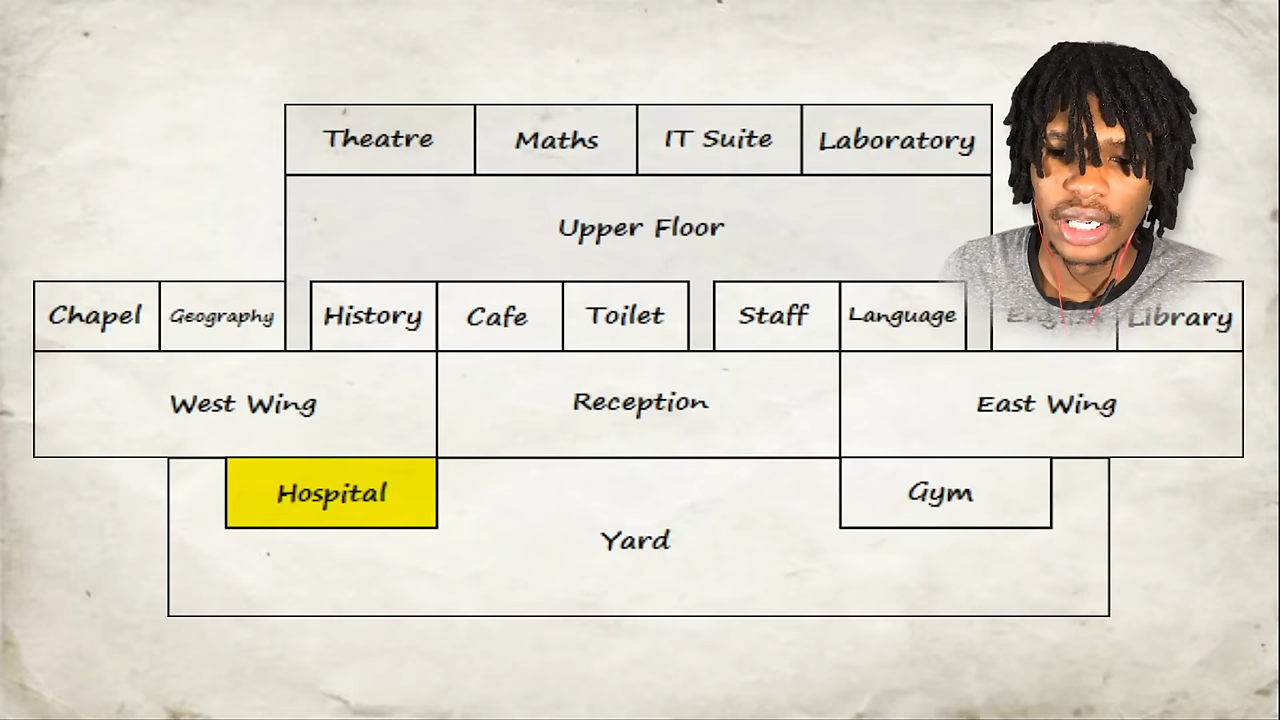 Theatre Maths IT Suite Laboratory
Upper Floor
Chapel Geography History Cafe Toilet Staff Language English Library
West Wing Reception East Wing
Hospital Gym
Yard